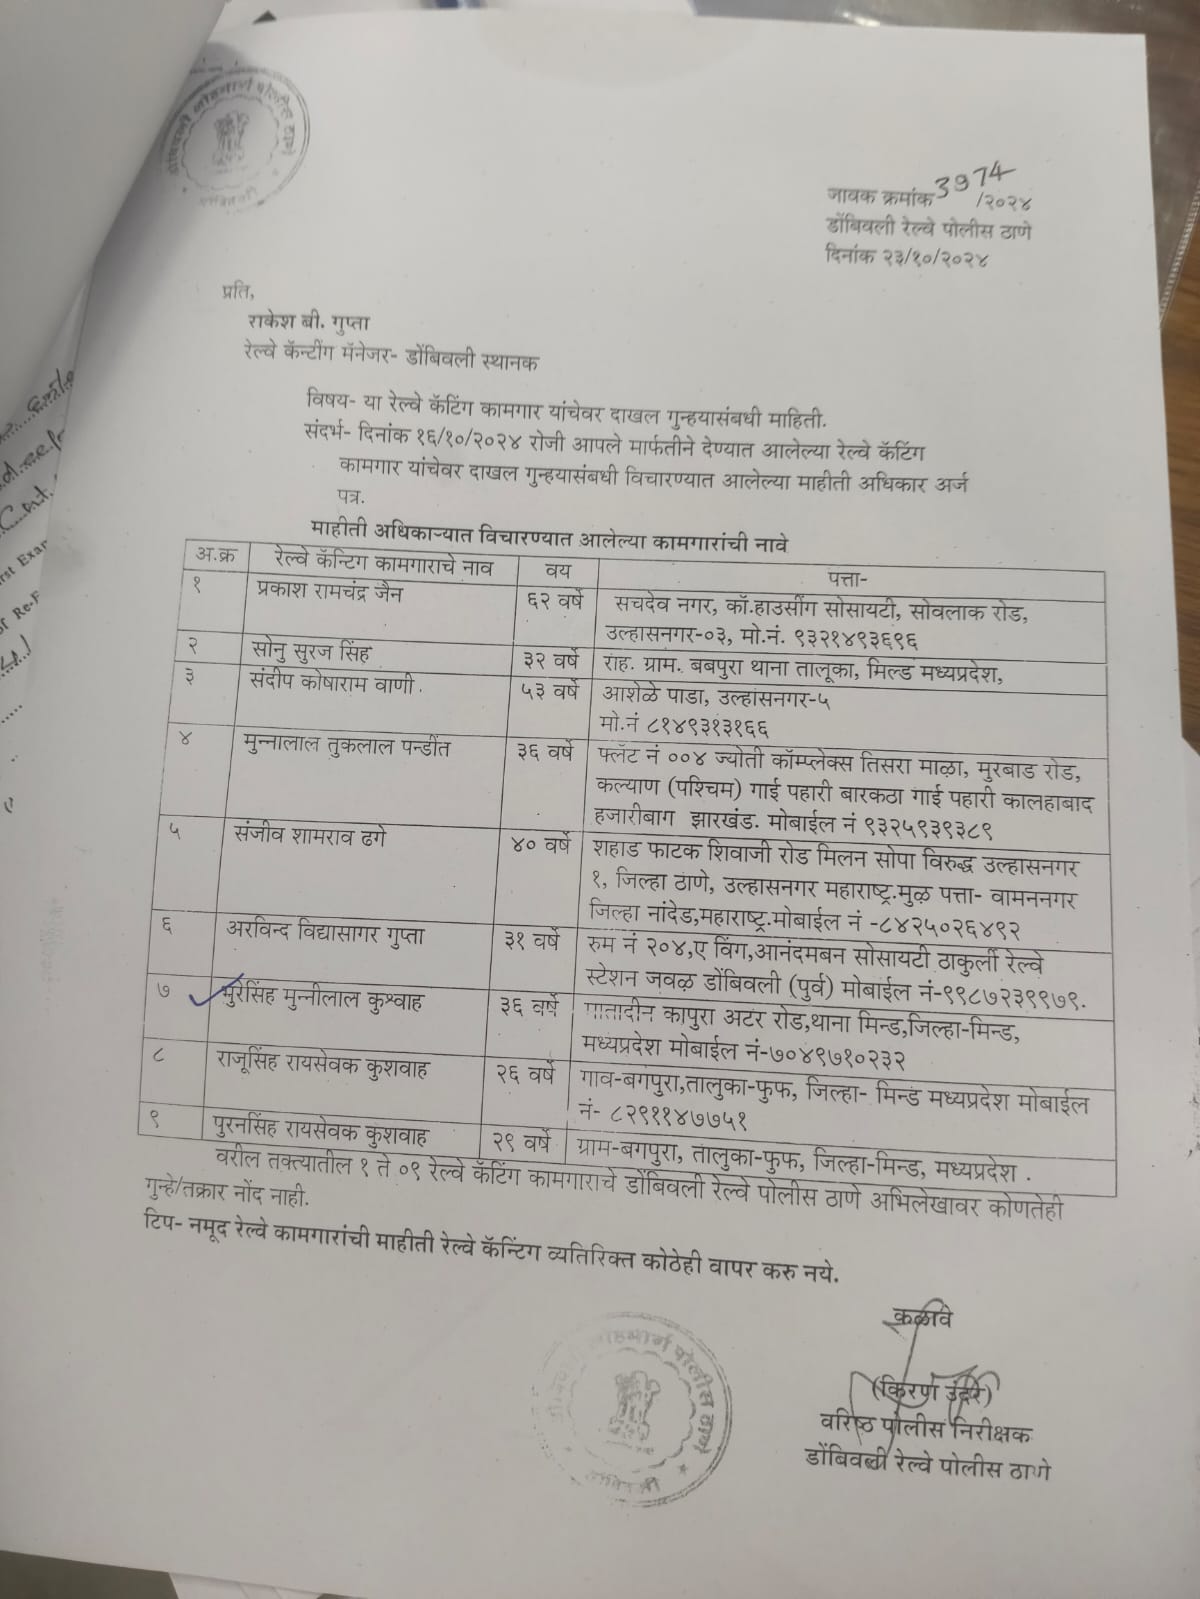 डोंबिवली लोहमार्ग पोलीस ठाणे
डोंबिवली
जावक क्रमांक 3974 /२०२४
डोंबिवली रेल्वे पोलीस ठाणे
दिनांक २३/१०/२०२४
प्रति,
राकेश बी. गुप्ता
रेल्वे कॅन्टींग मॅनेजर- डोंबिवली स्थानक
विषय- या रेल्वे कॅटिंग कामगार यांचेवर दाखल गुन्हयासंबधी माहिती.
संदर्भ- दिनांक १६/१०/२०२४ रोजी आपले मार्फतीने देण्यात आलेल्या रेल्वे कॅटिंग
कामगार यांचेवर दाखल गुन्हयासंबधी विचारण्यात आलेल्या माहीती अधिकार अर्ज
पत्र.
माहीती अधिकाऱ्यात विचारण्यात आलेल्या कामगारांची नावे
अ.क्र रेल्वे कॅन्टिग कामगाराचे नाव वय पत्ता-
१ प्रकाश रामचंद्र जैन ६२ वर्षे सचदेव नगर, कॉ.हाउसींग सोसायटी, सोवलाक रोड,
उल्हासनगर-०३, मो.नं. ९३२१४९३६९६
२ सोनु सुरज सिंह ३२ वर्षे राह. ग्राम. बबपुरा थाना तालूका, मिल्ड मध्यप्रदेश,
३ संदीप कोषाराम वाणी. ५३ वर्षे आशेळे पाडा, उल्हासनगर-५
मो.नं ८१४९३१३१६६
४ मुन्नालाल तुकलाल पन्डींत ३६ वर्षे फ्लॅट नं ००४ ज्योती कॉम्प्लेक्स तिसरा माळा, मुरबाड रोड,
कल्याण (पश्चिम) गाई पहारी बारकठा गाई पहारी कालहाबाद
हजारीबाग झारखंड. मोबाईल नं ९३२५९३९३८९
५ संजीव शामराव ढगे ४० वर्षे शहाड फाटक शिवाजी रोड मिलन सोपा विरुद्ध उल्हासनगर
१, जिल्हा ठाणे, उल्हासनगर महाराष्ट्र.मुळ पत्ता- वामननगर
जिल्हा नांदेड,महाराष्ट्र.मोबाईल नं -८४२५०२६४९२
६ अरविन्द विद्यासागर गुप्ता ३१ वर्षे रुम नं २०४,ए विंग,आनंदमबन सोसायटी ठाकुर्ली रेल्वे
स्टेशन जवळ डोंबिवली (पुर्व) मोबाईल नं-९९८७२३९९७९.
७ भुरेसिंह मुन्नीलाल कुश्वाह ३६ वर्षे मातादीन कापुरा अटर रोड,थाना मिन्ड,जिल्हा-मिन्ड,
मध्यप्रदेश मोबाईल नं-७०४९७१०२३२
८ राजूसिंह रायसेवक कुशवाह २६ वर्षे गाव-बगपुरा,तालुका-फुफ, जिल्हा- मिन्ड मध्यप्रदेश मोबाईल
नं- ८२९११४७७५१
९ पुरनसिंह रायसेवक कुशवाह २९ वर्षे ग्राम-बगपुरा, तालुका-फुफ, जिल्हा-मिन्ड, मध्यप्रदेश .
वरील तक्त्यातील १ ते ०९ रेल्वे कॅटिंग कामगाराचे डोंबिवली रेल्वे पोलीस ठाणे अभिलेखावर कोणतेही
गुन्हे/तक्रार नोंद नाही.
टिप- नमूद रेल्वे कामगारांची माहीती रेल्वे कॅन्टिंग व्यतिरिक्त कोठेही वापर करु नये.
कळावे
(किरण उंदरे)
वरिष्ठ पोलीस निरीक्षक
डोंबिवली रेल्वे पोलीस ठाणे
लोहमार्ग पोलीस ठाणे
डोंबिवली